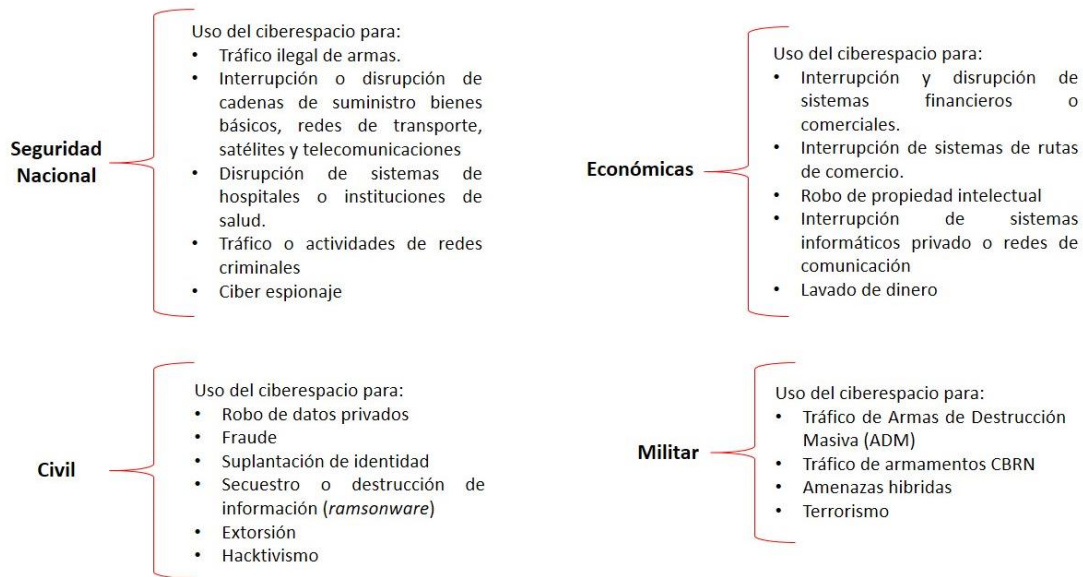 Seguridad
Nacional
Uso del ciberespacio para:
• Tráfico ilegal de armas.
• Interrupción o disrupción de
cadenas de suministro bienes
básicos, redes de transporte,
satélites y telecomunicaciones
• Disrupción de sistemas de
hospitales o instituciones de
salud.
• Tráfico o actividades de redes
criminales
• Ciber espionaje
Económicas
Uso del ciberespacio para:
• Interrupción y disrupción de
sistemas financieros o
comerciales.
• Interrupción de sistemas de rutas
de comercio.
• Robo de propiedad intelectual
• Interrupción de sistemas
informáticos privado o redes de
comunicación
• Lavado de dinero
Civil
Uso del ciberespacio para:
• Robo de datos privados
• Fraude
• Suplantación de identidad
• Secuestro o destrucción de
información (ramsonware)
• Extorsión
• Hacktivismo
Militar
Uso del ciberespacio para:
• Tráfico de Armas de Destrucción
Masiva (ADM)
• Tráfico de armamentos CBRN
• Amenazas hibridas
• Terrorismo